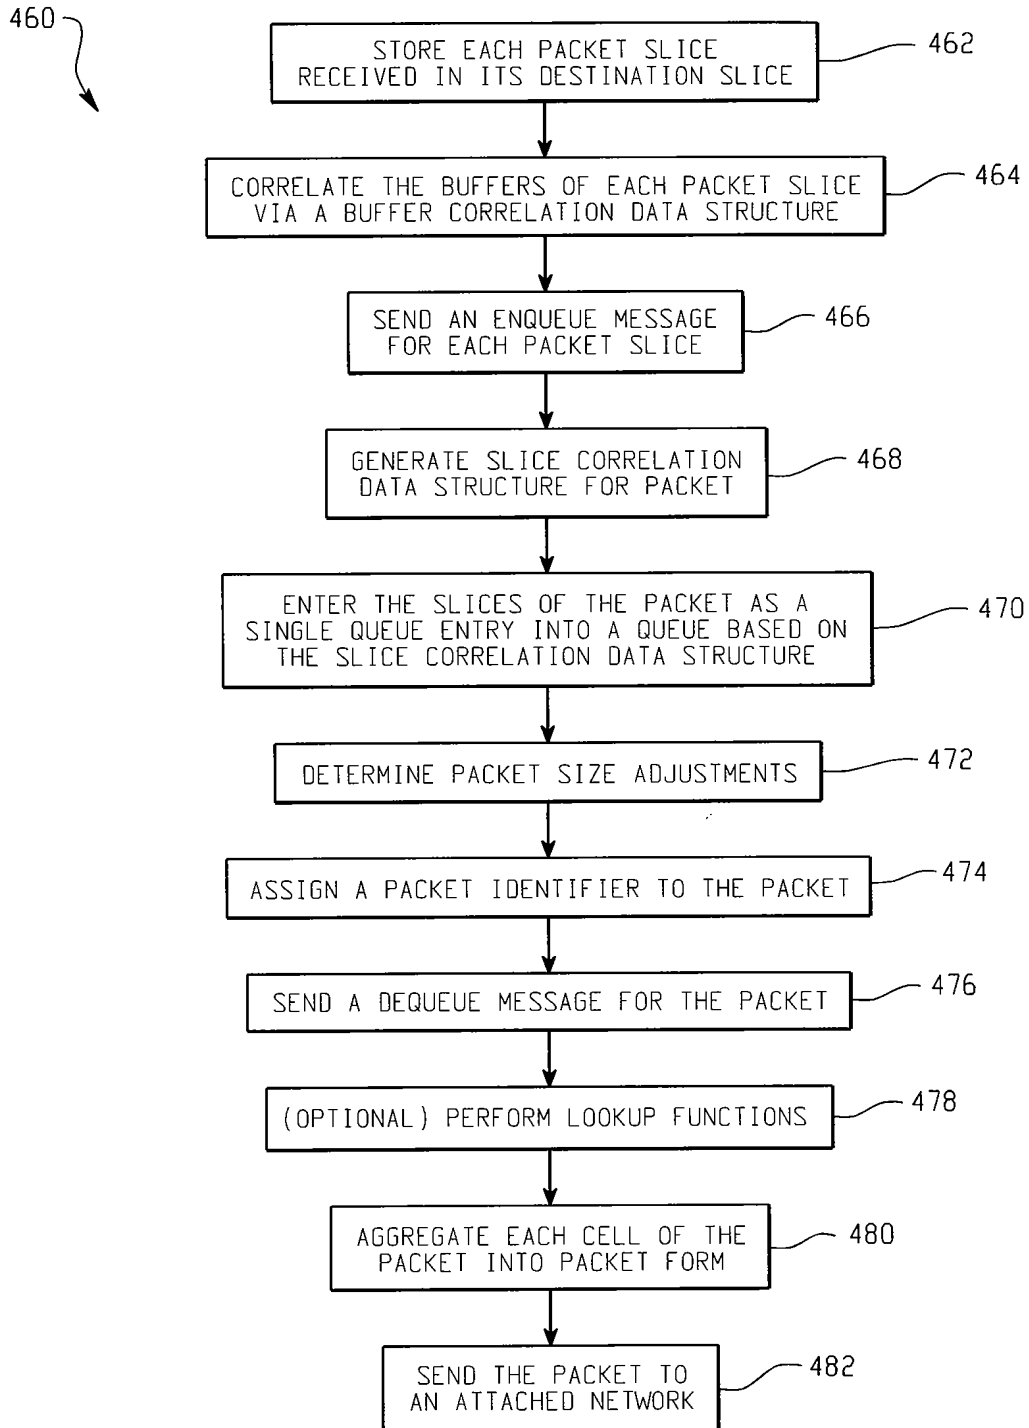 460
STORE EACH PACKET SLICE
RECEIVED IN ITS DESTINATION SLICE
462
CORRELATE THE BUFFERS OF EACH PACKET SLICE
VIA A BUFFER CORRELATION DATA STRUCTURE
464
SEND AN ENQUEUE MESSAGE
FOR EACH PACKET SLICE
466
GENERATE SLICE CORRELATION
DATA STRUCTURE FOR PACKET
468
ENTER THE SLICES OF THE PACKET AS A
SINGLE QUEUE ENTRY INTO A QUEUE BASED ON
THE SLICE CORRELATION DATA STRUCTURE
470
DETERMINE PACKET SIZE ADJUSTMENTS
472
ASSIGN A PACKET IDENTIFIER TO THE PACKET
474
SEND A DEQUEUE MESSAGE FOR THE PACKET
476
(OPTIONAL) PERFORM LOOKUP FUNCTIONS
478
AGGREGATE EACH CELL OF THE
PACKET INTO PACKET FORM
480
SEND THE PACKET TO
AN ATTACHED NETWORK
482